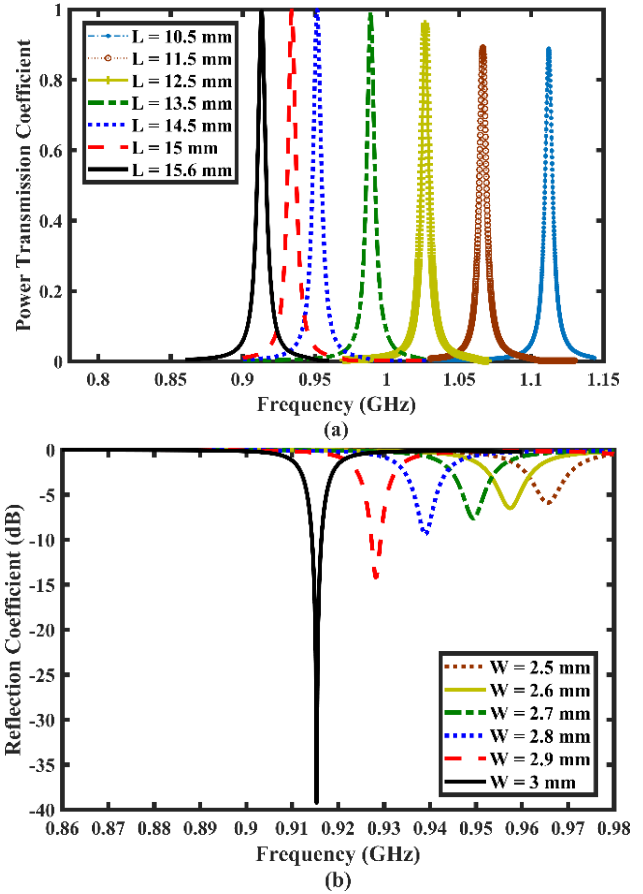 1
0.8
0.6
0.4
0.2
0
Power Transmission Coefficient
L = 10.5 mm
L = 11.5 mm
L = 12.5 mm
L = 13.5 mm
L = 14.5 mm
L = 15 mm
L = 15.6 mm
0.8 0.85 0.9 0.95 1 1.05 1.1 1.15
Frequency (GHz)
(a)
0
-5
-10
-15
-20
-25
-30
-35
-40
Reflection Coefficient (dB)
W = 2.5 mm
W = 2.6 mm
W = 2.7 mm
W = 2.8 mm
W = 2.9 mm
W = 3 mm
0.86 0.87 0.88 0.89 0.9 0.91 0.92 0.93 0.94 0.95 0.96 0.97 0.98
Frequency (GHz)
(b)